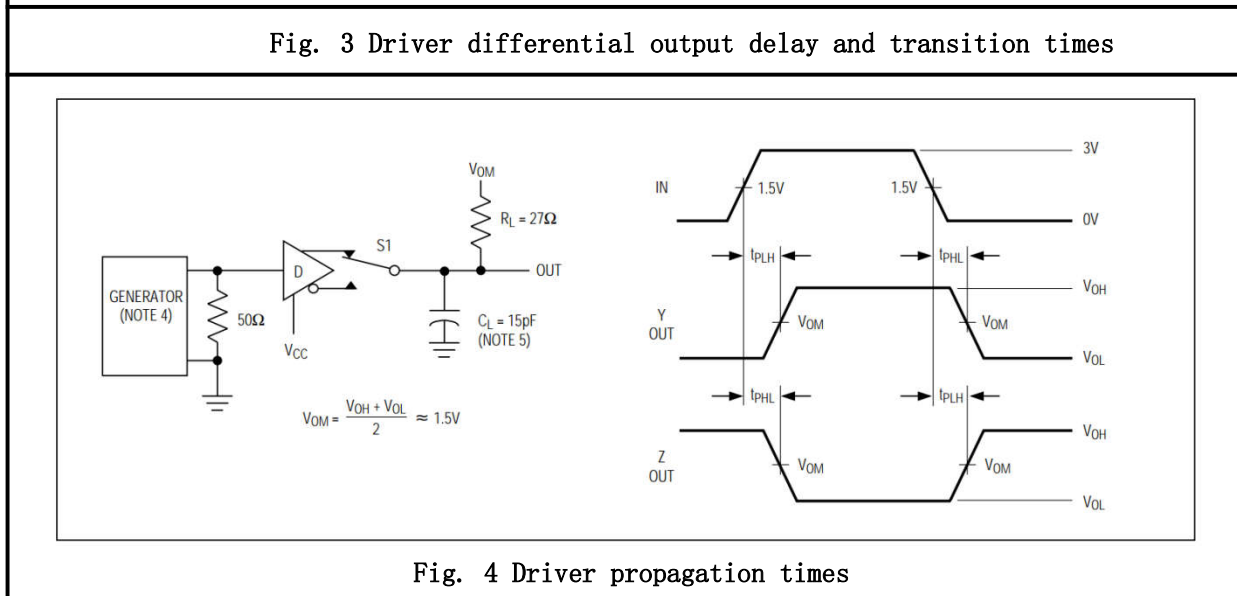 Fig. 3 Driver differential output delay and transition times
VOM
RL = 27Ω
S1
D
OUT
GENERATOR
(NOTE 4)
50Ω
CL = 15pF
(NOTE 5)
VCC
VOM = VOH + VOL / 2 ≈ 1.5V
3V
IN
1.5V
1.5V
0V
tPLH
tPHL
VOH
Y
OUT
VOM
VOM
VOL
tPHL
tPLH
VOH
Z
OUT
VOM
VOM
VOL
Fig. 4 Driver propagation times